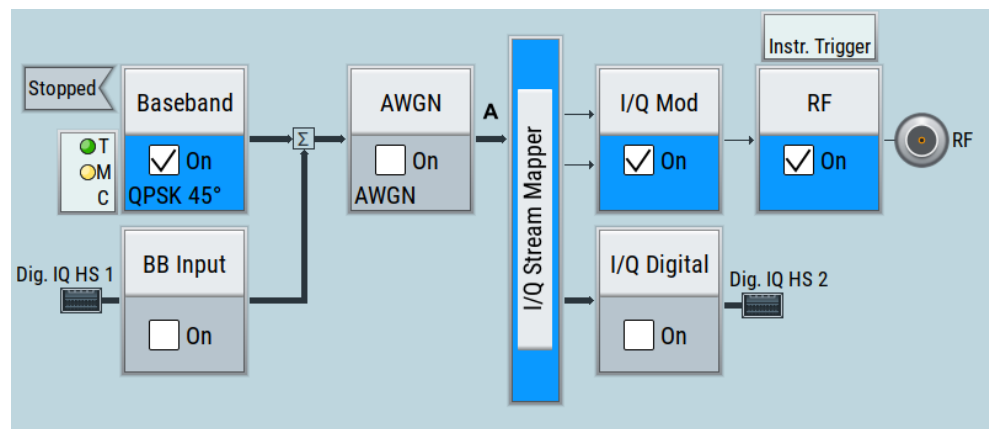 Instr. Trigger
Stopped
Baseband
On
QPSK 45°
T
M
C
Σ
AWGN
On
AWGN
A
I/Q Stream Mapper
I/Q Mod
On
RF
On
RF
Dig. IQ HS 1
BB Input
On
I/Q Digital
On
Dig. IQ HS 2